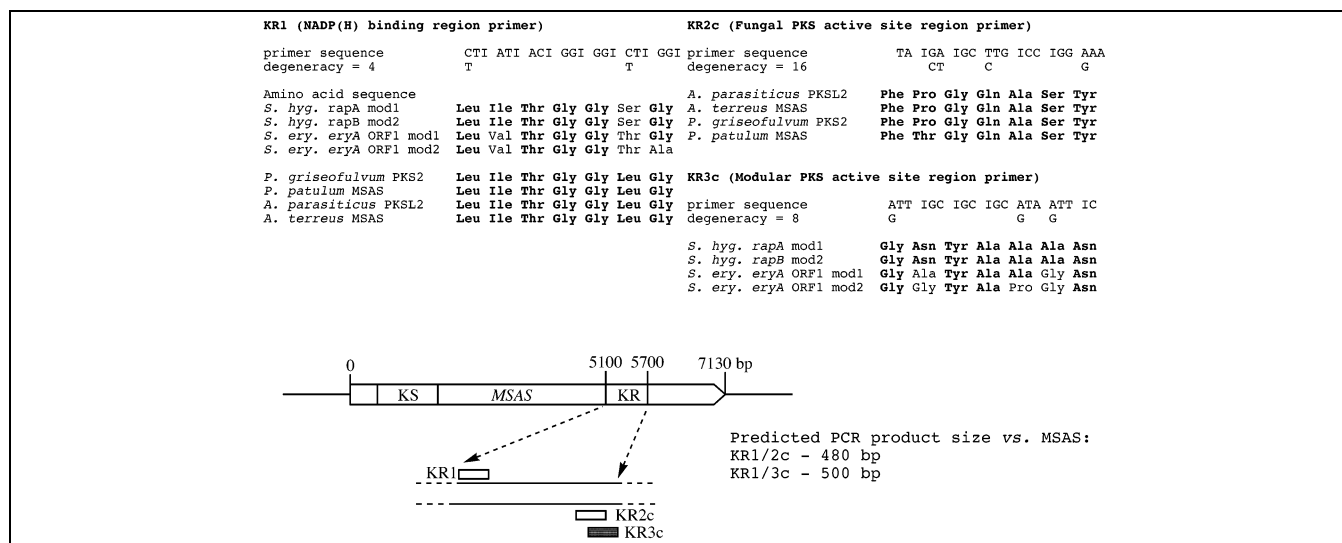 KR1 (NADP(H) binding region primer)
primer sequence CTI ATI ACI GGI GGI CTI GGI
degeneracy = 4 T T
Amino acid sequence
S. hyg. rapA mod1 Leu Ile Thr Gly Gly Ser Gly
S. hyg. rapB mod2 Leu Ile Thr Gly Gly Ser Gly
S. ery. eryA ORF1 mod1 Leu Val Thr Gly Gly Thr Gly
S. ery. eryA ORF1 mod2 Leu Val Thr Gly Gly Thr Ala
P. griseofulvum PKS2 Leu Ile Thr Gly Gly Leu Gly
P. patulum MSAS Leu Ile Thr Gly Gly Leu Gly
A. parasiticus PKSL2 Leu Ile Thr Gly Gly Leu Gly
A. terreus MSAS Leu Ile Thr Gly Gly Leu Gly
KR2c (Fungal PKS active site region primer)
primer sequence TA IGA IGC TTG ICC IGG AAA
degeneracy = 16 CT C G
A. parasiticus PKSL2 Phe Pro Gly Gln Ala Ser Tyr
A. terreus MSAS Phe Pro Gly Gln Ala Ser Tyr
P. griseofulvum PKS2 Phe Pro Gly Gln Ala Ser Tyr
P. patulum MSAS Phe Thr Gly Gln Ala Ser Tyr
KR3c (Modular PKS active site region primer)
primer sequence ATT IGC IGC IGC ATA ATT IC
degeneracy = 8 G G G
S. hyg. rapA mod1 Gly Asn Tyr Ala Ala Ala Asn
S. hyg. rapB mod2 Gly Asn Tyr Ala Ala Ala Asn
S. ery. eryA ORF1 mod1 Gly Ala Tyr Ala Ala Gly Asn
S. ery. eryA ORF1 mod2 Gly Gly Tyr Ala Pro Gly Asn
0 5100 5700 7130 bp
KS MSAS KR
KR1
KR2c
KR3c
Predicted PCR product size vs. MSAS:
KR1/2c - 480 bp
KR1/3c - 500 bp